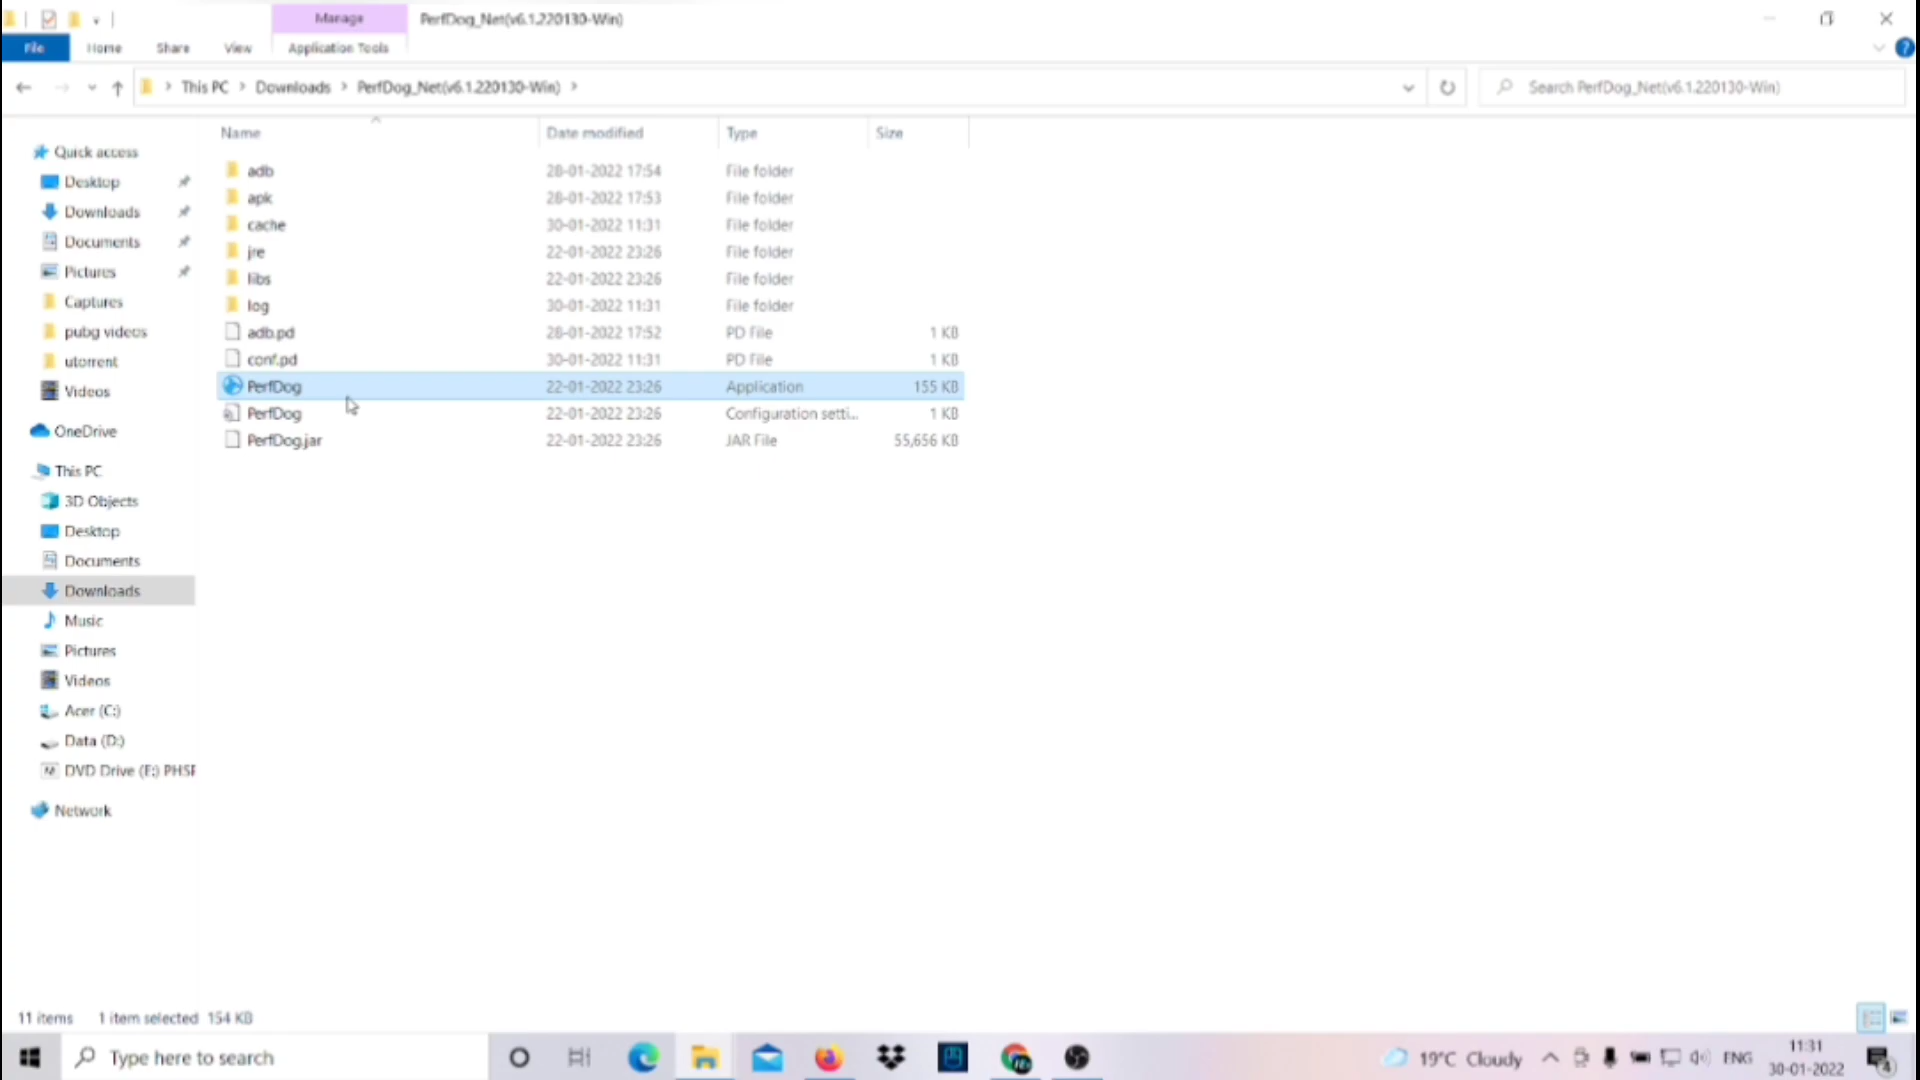 Manage
PerfDog_Net(v6.1.220130-Win)
File
Home
Share
View
Application Tools
This PC
Downloads
PerfDog_Net(v6.1.220130-Win)
Search PerfDog_Net(v6.1.220130-Win)
Name
Date modified
Type
Size
Quick access
Desktop
Downloads
Documents
Pictures
Captures
pubg videos
utorrent
Videos
OneDrive
This PC
3D Objects
Desktop
Documents
Downloads
Music
Pictures
Videos
Acer (C:)
Data (D:)
DVD Drive (E:) PHSP
Network
adb 28-01-2022 17:54 File folder
apk 28-01-2022 17:53 File folder
cache 30-01-2022 11:31 File folder
jre 22-01-2022 23:26 File folder
libs 22-01-2022 23:26 File folder
log 30-01-2022 11:31 File folder
adb.pd 28-01-2022 17:52 PD File 1 KB
conf.pd 30-01-2022 11:31 PD File 1 KB
PerfDog 22-01-2022 23:26 Application 155 KB
PerfDog 22-01-2022 23:26 Configuration setti... 1 KB
PerfDog.jar 22-01-2022 23:26 JAR File 55,656 KB
11 items 1 item selected 154 KB
Type here to search
19°C Cloudy
ENG
11:31
30-01-2022
4